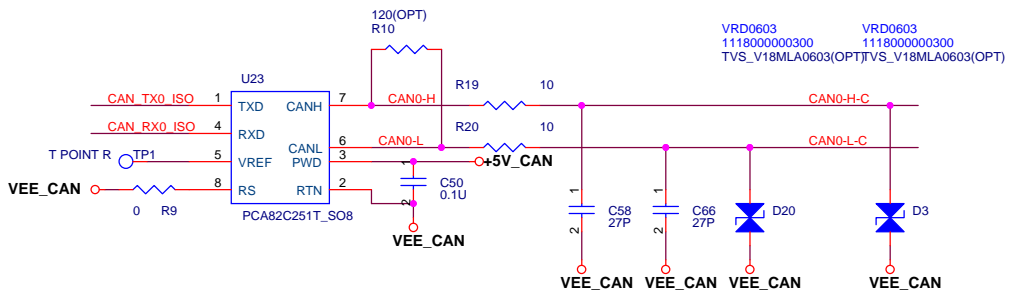 120(OPT)
R10
VRD0603
1118000000300
TVS_V18MLA0603(OPT)
VRD0603
1118000000300
TVS_V18MLA0603(OPT)
U23
CAN_TX0_ISO 1 TXD CANH 7 CAN0-H R19 10 CAN0-H-C
CAN_RX0_ISO 4 RXD
CANL 6 CAN0-L R20 10 CAN0-L-C
T POINT R TP1 5 VREF PWD 3 +5V_CAN
VEE_CAN 8 RS RTN 2
0 R9
PCA82C251T_SO8
1
2
C50
0.1U
VEE_CAN
1
2
C58
27P
1
2
C66
27P
D20
D3
VEE_CAN VEE_CAN VEE_CAN VEE_CAN